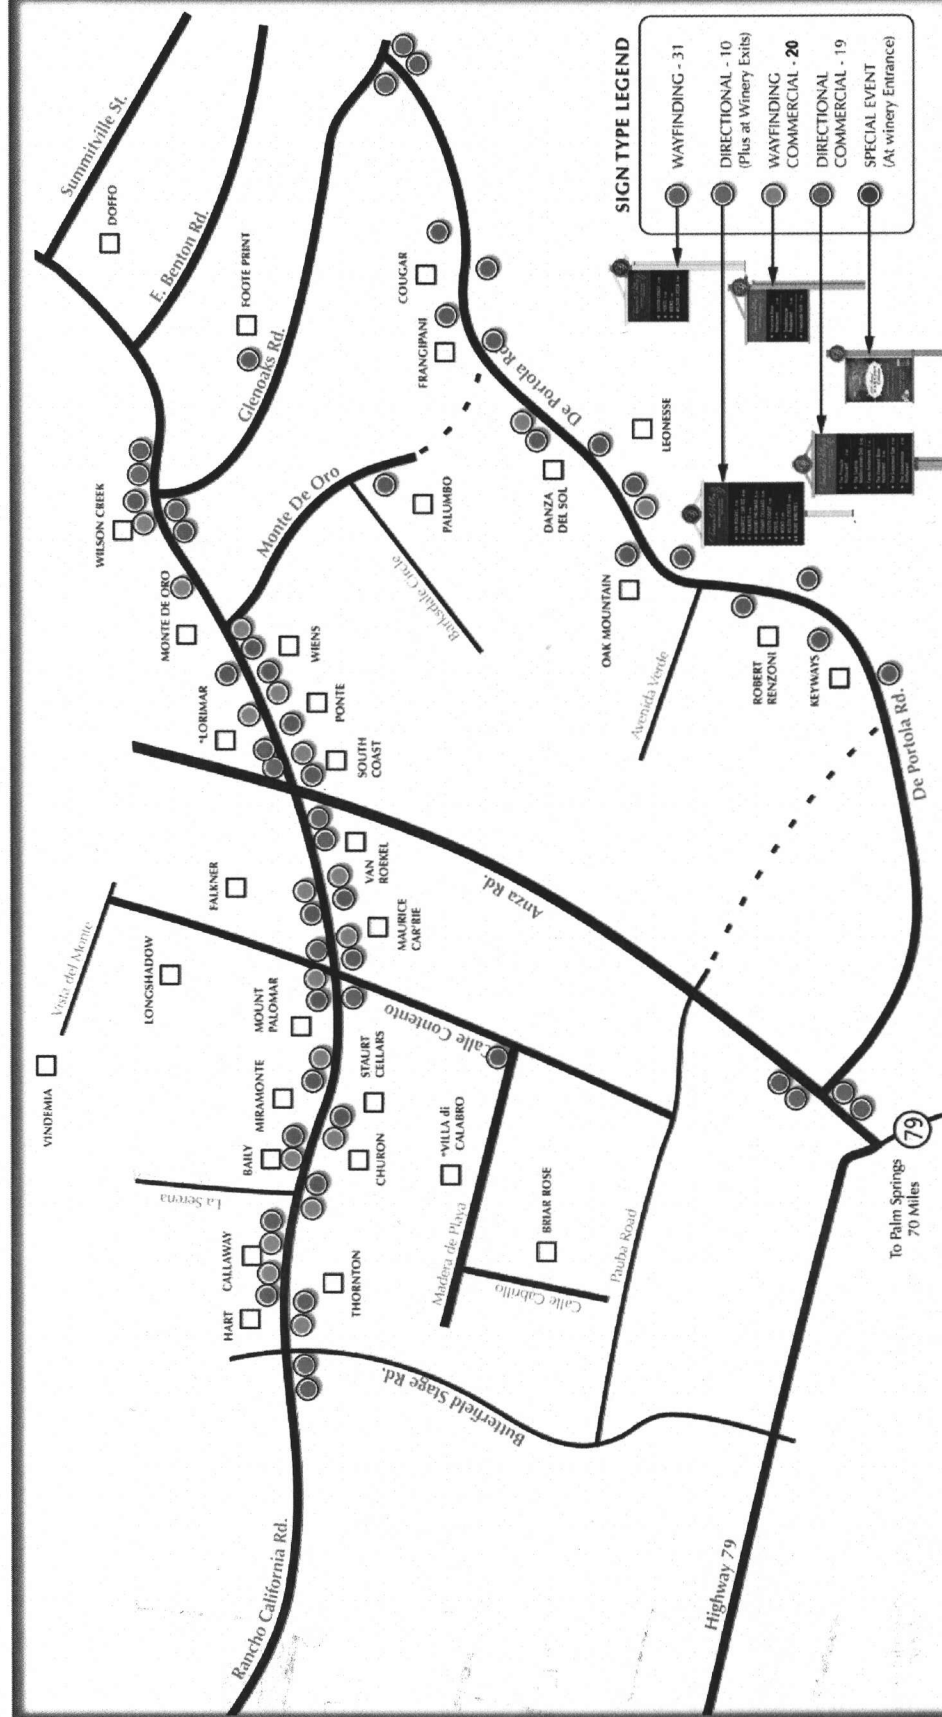 Summitville St.
DOFFO
E. Benton Rd.
FOOTE PRINT
Glenoaks Rd.
WILSON CREEK
MONTE DE ORO
Monte De Oro
WIENS
*LORIMAR
PONTE
SOUTH
COAST
Barksdale Circle
PALUMBO
COUGAR
FRANGIPANI
De Portola Rd.
DANZA
DEL SOL
LEONESSE
OAK MOUNTAIN
Avenida Verde
ROBERT
RENZONI
KEYWAYS
De Portola Rd.
FALKNER
VAN
ROEKEL
MAURICE
CAR'RIE
Anza Rd.
Vista del Monte
LONGSHADOW
MOUNT
PALOMAR
Calle Contento
VINDEMIA
MIRAMONTE
STAURT
CELLARS
BAILY
CHURON
*VILLA di
CALABRO
La Serena
CALLAWAY
HART
THORNTON
Madera de Playa
BRIAR ROSE
Calle Cabrillo
Pauba Road
Butterfield Stage Rd.
Rancho California Rd.
Highway 79
79
To Palm Springs
70 Miles
SIGN TYPE LEGEND
WAYFINDING - 31
DIRECTIONAL - 10
(Plus at Winery Exits)
WAYFINDING
COMMERCIAL - 20
DIRECTIONAL
COMMERCIAL - 19
SPECIAL EVENT
(At winery Entrance)